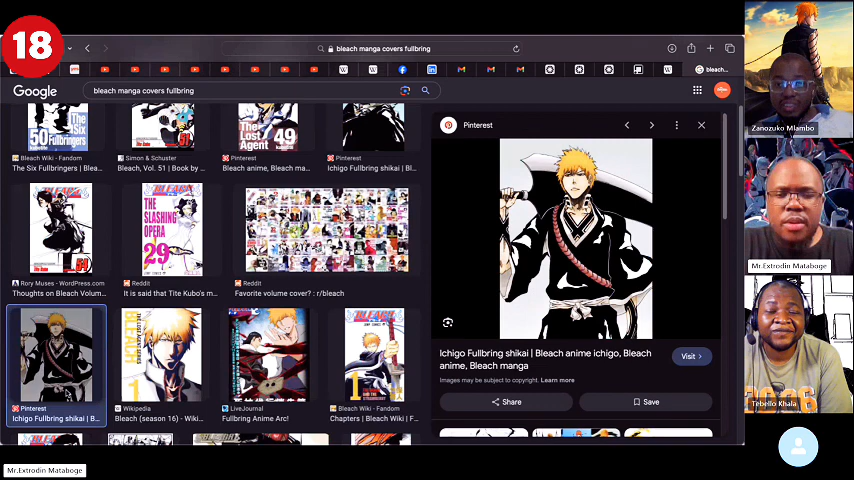 18
bleach manga covers fullbring
bleach...
Google
bleach manga covers fullbring
50 The Six Fullbringers
The Lost Agent 49
Bleach Wiki - Fandom
The Six Fullbringers | Blea...
Simon & Schuster
Bleach, Vol. 51 | Book by ...
Pinterest
Bleach anime, Bleach ma...
Pinterest
Ichigo Fullbring shikai | Bl...
BLEACH
54
THE SLASHING OPERA 29
Rory Muses - WordPress.com
Thoughts on Bleach Volum...
Reddit
It is said that Tite Kubo's m...
Reddit
Favorite volume cover? : r/bleach
BLEACH
1
Pinterest
Ichigo Fullbring shikai | B...
Wikipedia
Bleach (season 16) - Wiki...
LiveJournal
Fullbring Anime Arc!
Bleach Wiki - Fandom
Chapters | Bleach Wiki | F...
Pinterest
Ichigo Fullbring shikai | Bleach anime ichigo, Bleach
anime, Bleach manga
Visit
Images may be subject to copyright. Learn more
Share
Save
Zanozuko Mlambo
Mr.Extrodin Mataboge
Tebello Khala
Mr.Extrodin Mataboge